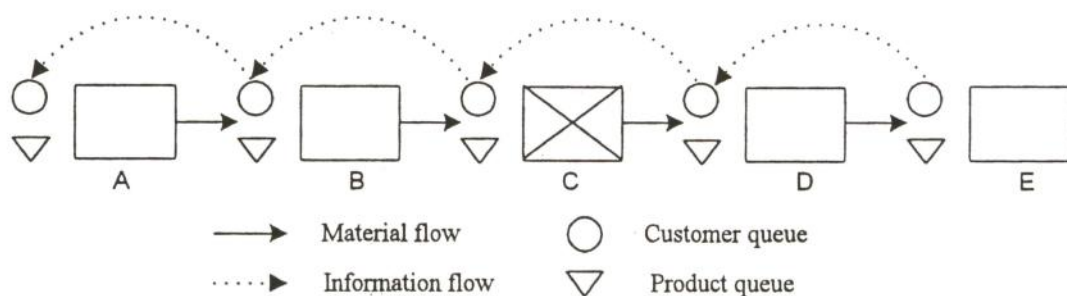 A B C D E
Material flow Customer queue
Information flow Product queue